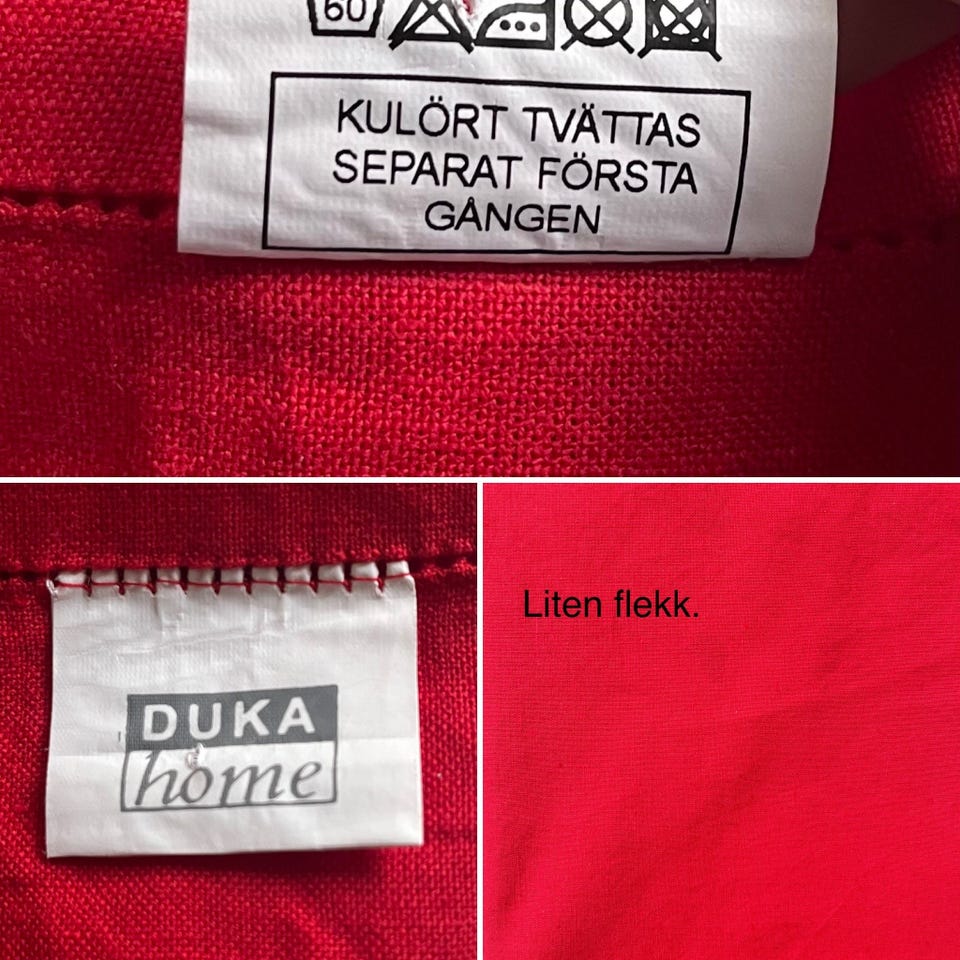 60
KULÖRT TVÄTTAS
SEPARAT FÖRSTA
GÅNGEN
DUKA
home
Liten flekk.